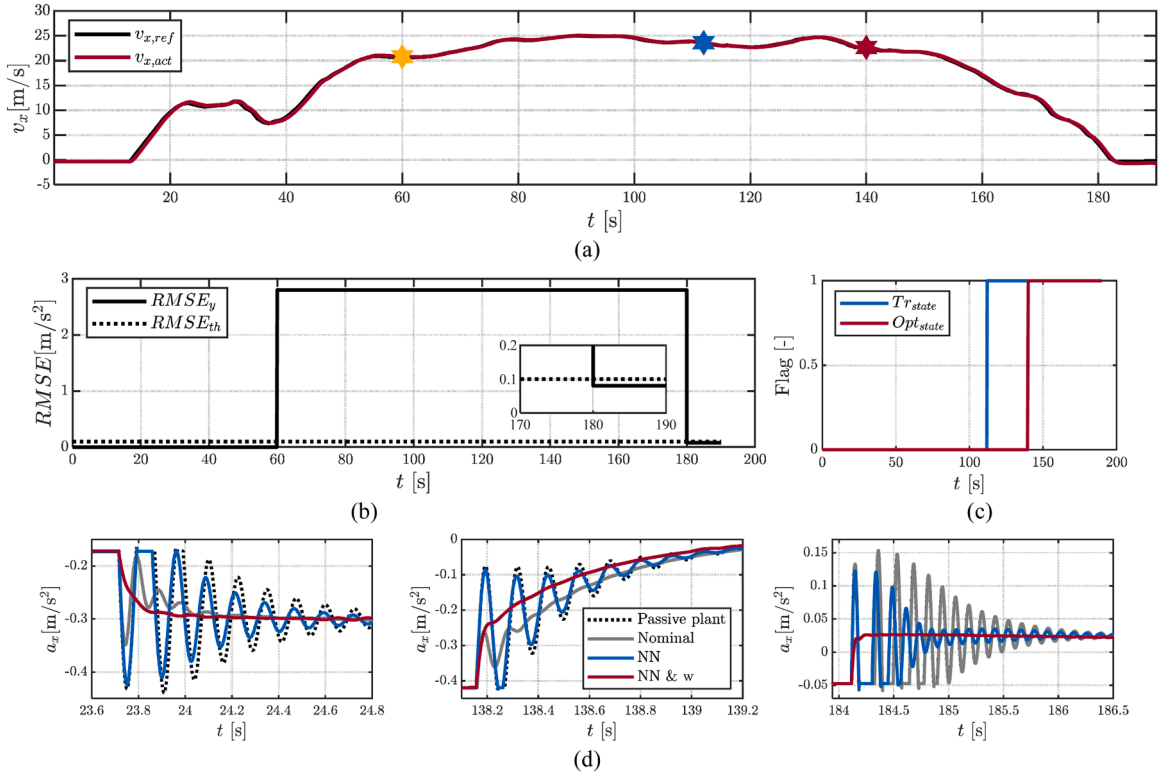 30
25
20
15
10
5
0
-5
v_x[m/s]
v_x,ref
v_x,act
20 40 60 80 100 120 140 160 180
t [s]
(a)
3
2
1
0
RMSE[m/s²]
RMSE_y
RMSE_th
0.2
0.1
0
170 180 190
0 20 40 60 80 100 120 140 160 180 200
t [s]
(b)
1
0.5
0
Flag [-]
Tr_state
Opt_state
0 50 100 150 200
t [s]
(c)
-0.2
-0.3
-0.4
a_x[m/s²]
23.6 23.8 24 24.2 24.4 24.6 24.8
t [s]
0
-0.1
-0.2
-0.3
-0.4
a_x[m/s²]
Passive plant
Nominal
NN
NN & w
138.2 138.4 138.6 138.8 139 139.2
t [s]
0.15
0.1
0.05
0
-0.05
a_x[m/s²]
184 184.5 185 185.5 186 186.5
t [s]
(d)